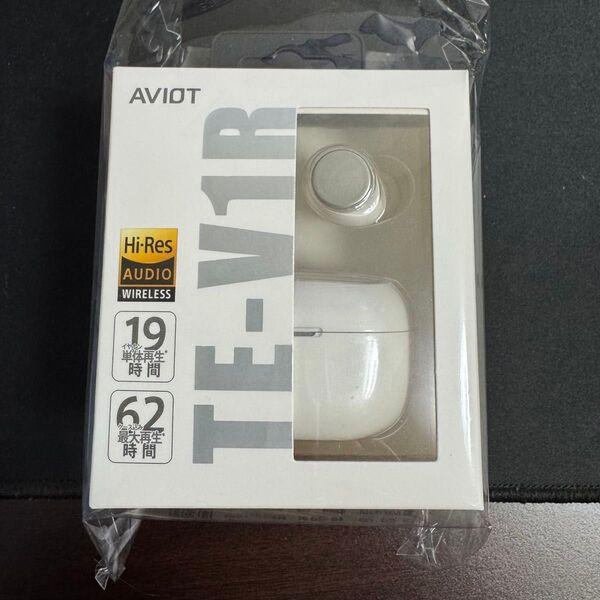 AVIOT
TE-V1R
Hi-Res
AUDIO
WIRELESS
19
イヤホン
単体再生*
時間
62
ケース込み
最大再生*
時間